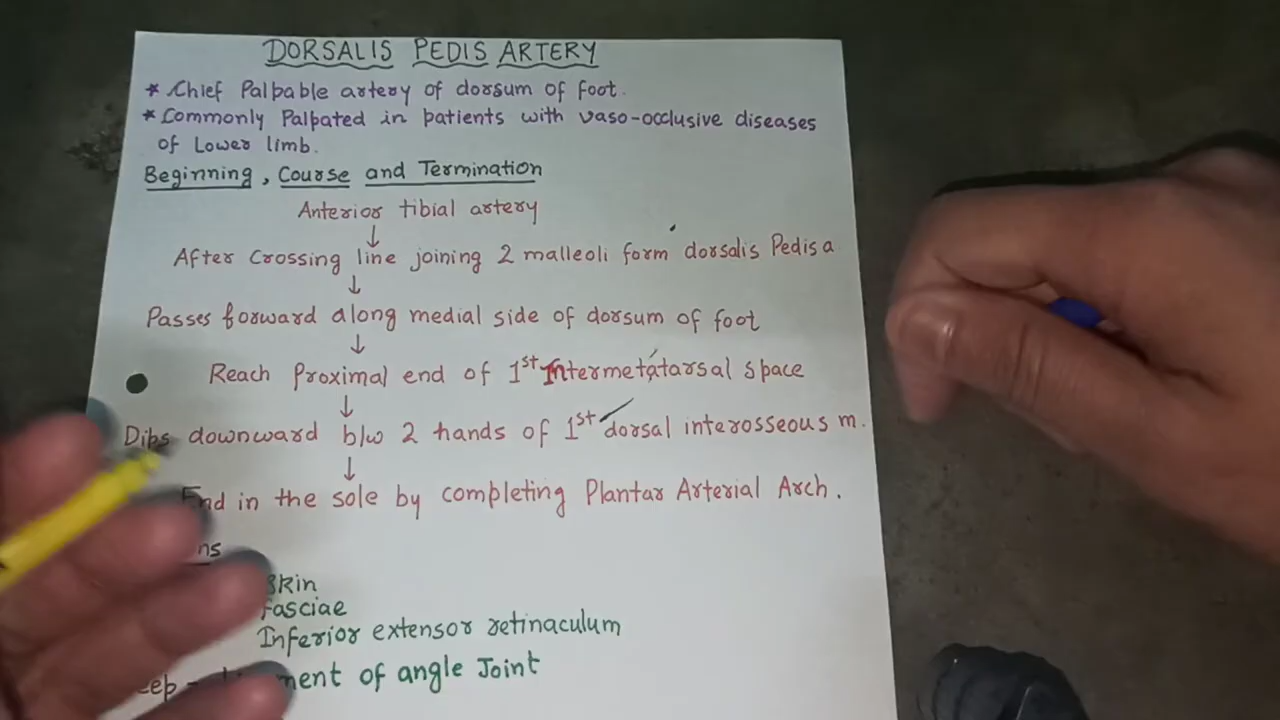 DORSALIS PEDIS ARTERY
* Chief Palpable artery of dorsum of foot.
* Commonly Palpated in patients with vaso-occlusive diseases
of Lower limb.
Beginning, Course and Termination
Anterior tibial artery
↓
After Crossing line joining 2 malleoli form dorsalis Pedis a
↓
Passes forward along medial side of dorsum of foot
↓
Reach Proximal end of 1st Intermetatarsal space
↓
Dips downward b/w 2 hands of 1st dorsal interosseous m.
↓
End in the sole by completing Plantar Arterial Arch.
Skin
Fasciae
Inferior extensor retinaculum
of angle Joint